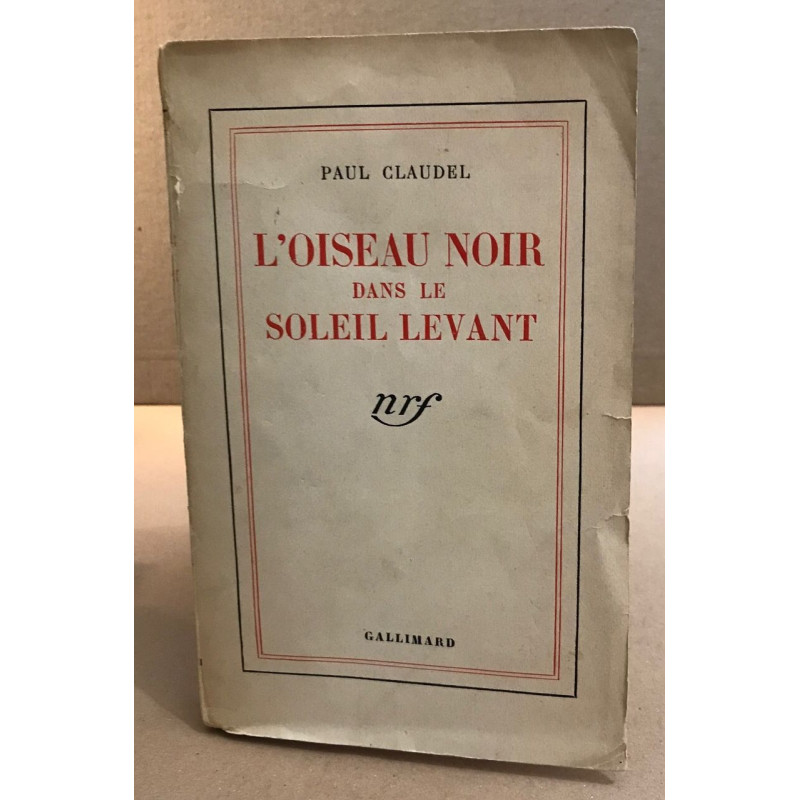 PAUL CLAUDEL
L'OISEAU NOIR
DANS LE
SOLEIL LEVANT
nrf
GALLIMARD